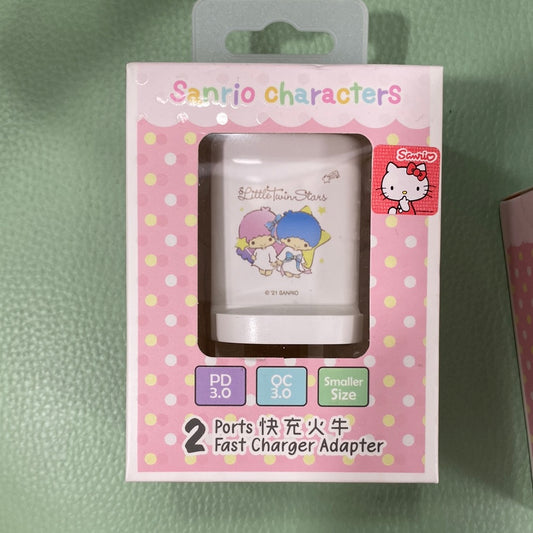 Sanrio characters
Sanrio
Little Twin Stars
© '21 SANRIO
PD
3.0
QC
3.0
Smaller
Size
2 Ports 快充火牛
Fast Charger Adapter